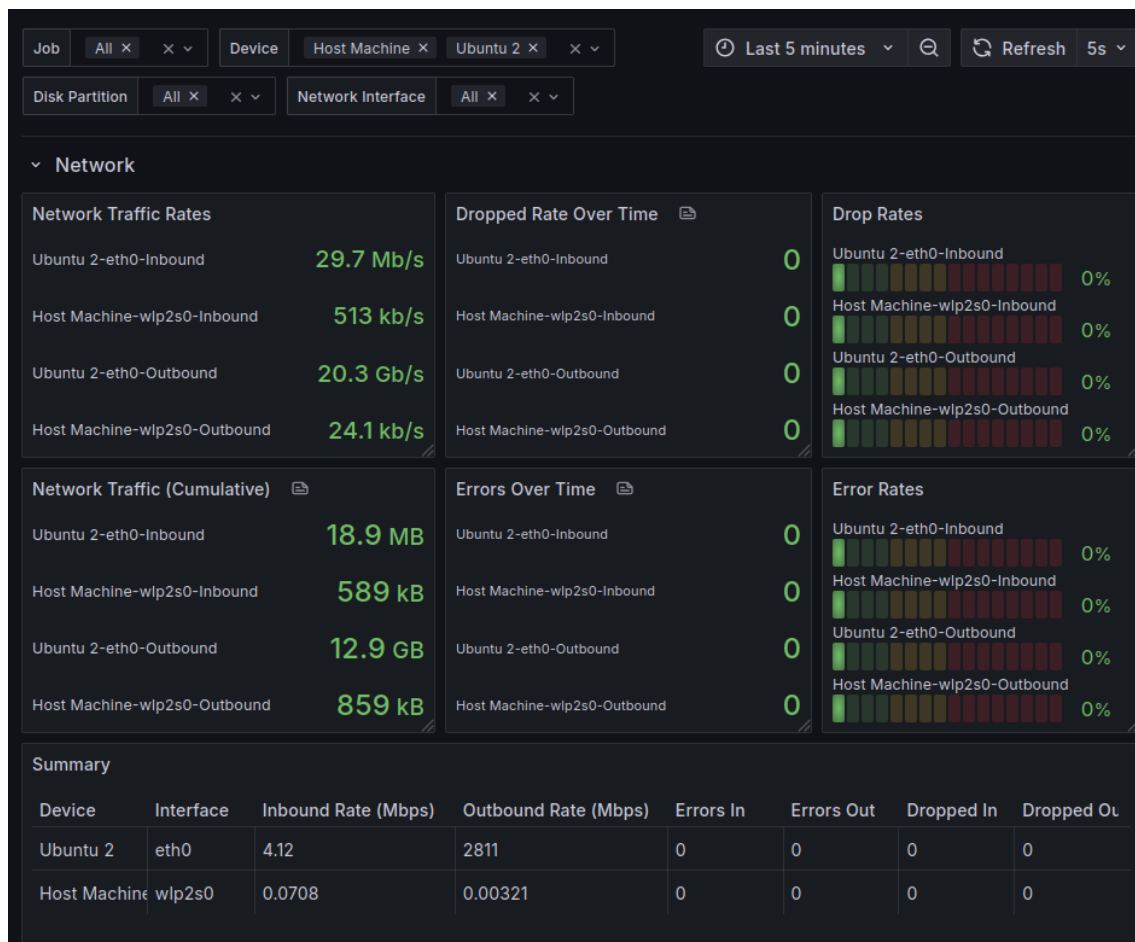 Job All Device Host Machine Ubuntu 2 Last 5 minutes Refresh 5s
Disk Partition All Network Interface All
Network
Network Traffic Rates
Ubuntu 2-eth0-Inbound 29.7 Mb/s
Host Machine-wlp2s0-Inbound 513 kb/s
Ubuntu 2-eth0-Outbound 20.3 Gb/s
Host Machine-wlp2s0-Outbound 24.1 kb/s
Dropped Rate Over Time
Ubuntu 2-eth0-Inbound 0
Host Machine-wlp2s0-Inbound 0
Ubuntu 2-eth0-Outbound 0
Host Machine-wlp2s0-Outbound 0
Drop Rates
Ubuntu 2-eth0-Inbound
0%
Host Machine-wlp2s0-Inbound
0%
Ubuntu 2-eth0-Outbound
0%
Host Machine-wlp2s0-Outbound
0%
Network Traffic (Cumulative)
Ubuntu 2-eth0-Inbound 18.9 MB
Host Machine-wlp2s0-Inbound 589 kB
Ubuntu 2-eth0-Outbound 12.9 GB
Host Machine-wlp2s0-Outbound 859 kB
Errors Over Time
Ubuntu 2-eth0-Inbound 0
Host Machine-wlp2s0-Inbound 0
Ubuntu 2-eth0-Outbound 0
Host Machine-wlp2s0-Outbound 0
Error Rates
Ubuntu 2-eth0-Inbound
0%
Host Machine-wlp2s0-Inbound
0%
Ubuntu 2-eth0-Outbound
0%
Host Machine-wlp2s0-Outbound
0%
Summary
Device Interface Inbound Rate (Mbps) Outbound Rate (Mbps) Errors In Errors Out Dropped In Dropped Ou
Ubuntu 2 eth0 4.12 2811 0 0 0 0
Host Machine wlp2s0 0.0708 0.00321 0 0 0 0